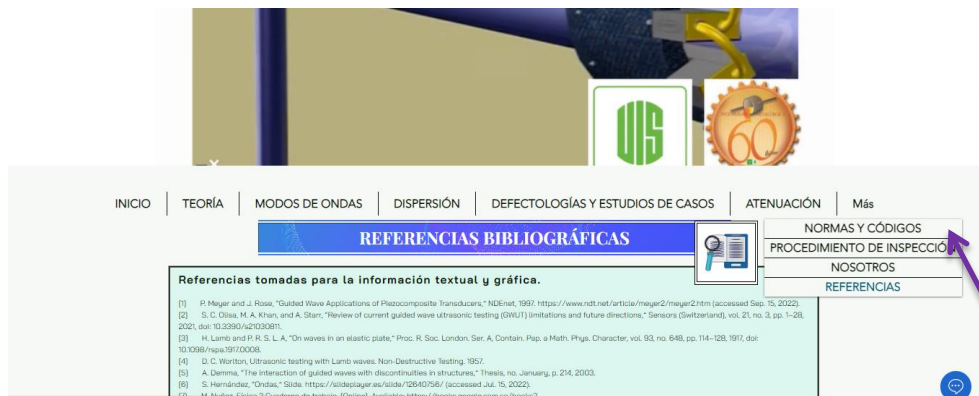 UIS
60
INICIO
TEORÍA
MODOS DE ONDAS
DISPERSIÓN
DEFECTOLOGÍAS Y ESTUDIOS DE CASOS
ATENUACIÓN
Más
NORMAS Y CÓDIGOS
PROCEDIMIENTO DE INSPECCIÓN
NOSOTROS
REFERENCIAS
REFERENCIAS BIBLIOGRÁFICAS
Referencias tomadas para la información textual y gráfica.
[1] P. Meyer and J. Rose, "Guided Wave Applications of Piezocomposite Transducers," NDEnet, 1997. https://www.ndt.net/article/meyer2/meyer2.htm (accessed Sep. 15, 2022).
[2] S. C. Olisa, M. A. Khan, and A. Starr, "Review of current guided wave ultrasonic testing (GWUT) limitations and future directions," Sensors (Switzerland), vol. 21, no. 3, pp. 1–28,
2021, doi: 10.3390/s21030811.
[3] H. Lamb and P. R. S. L. A, "On waves in an elastic plate," Proc. R. Soc. London. Ser. A, Contain. Pap. a Math. Phys. Character, vol. 93, no. 648, pp. 114–128, 1917, doi:
10.1098/rspa.1917.0008.
[4] D. C. Worlton, Ultrasonic testing with Lamb waves. Non-Destructive Testing. 1957.
[5] A. Demma, "The interaction of guided waves with discontinuities in structures," Thesis, no. January, p. 214, 2003.
[6] S. Hernández, "Ondas," Slide. https://slideplayer.es/slide/12640756/ (accessed Jul. 15, 2022).